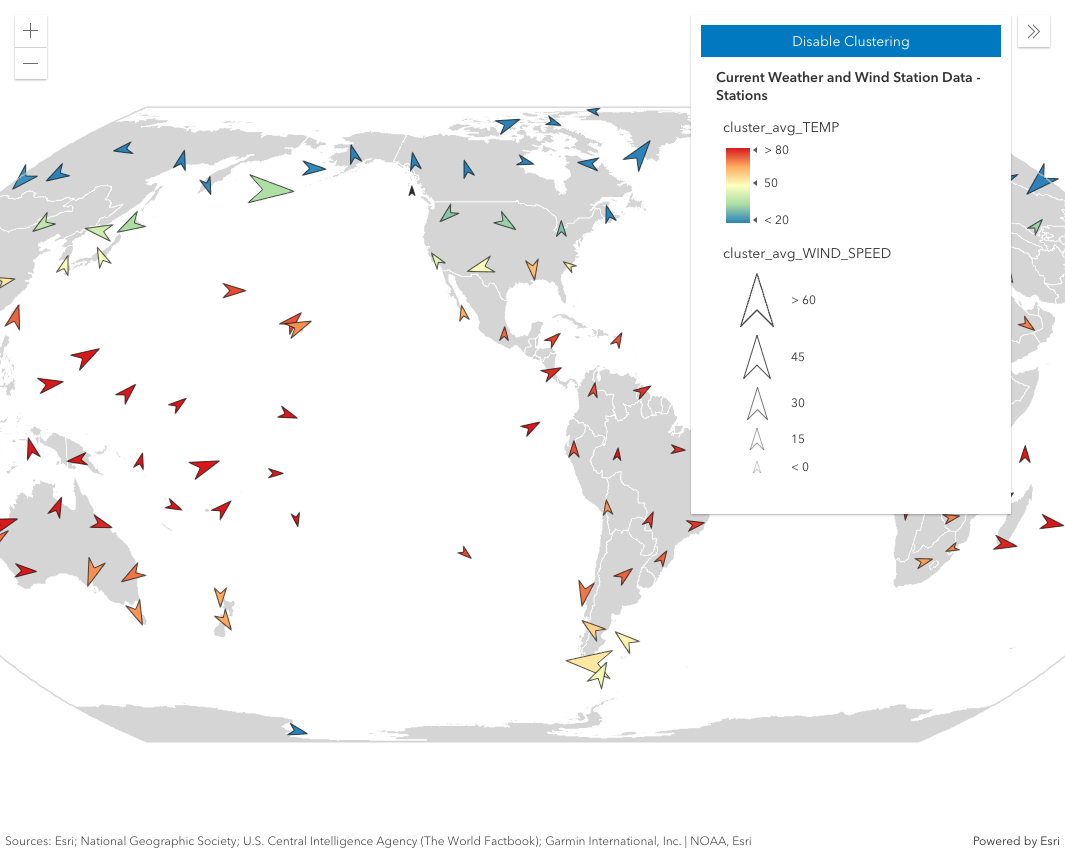 Disable Clustering
Current Weather and Wind Station Data -
Stations
cluster_avg_TEMP
> 80
50
< 20
cluster_avg_WIND_SPEED
> 60
45
30
15
< 0
Sources: Esri; National Geographic Society; U.S. Central Intelligence Agency (The World Factbook); Garmin International, Inc. | NOAA, Esri
Powered by Esri